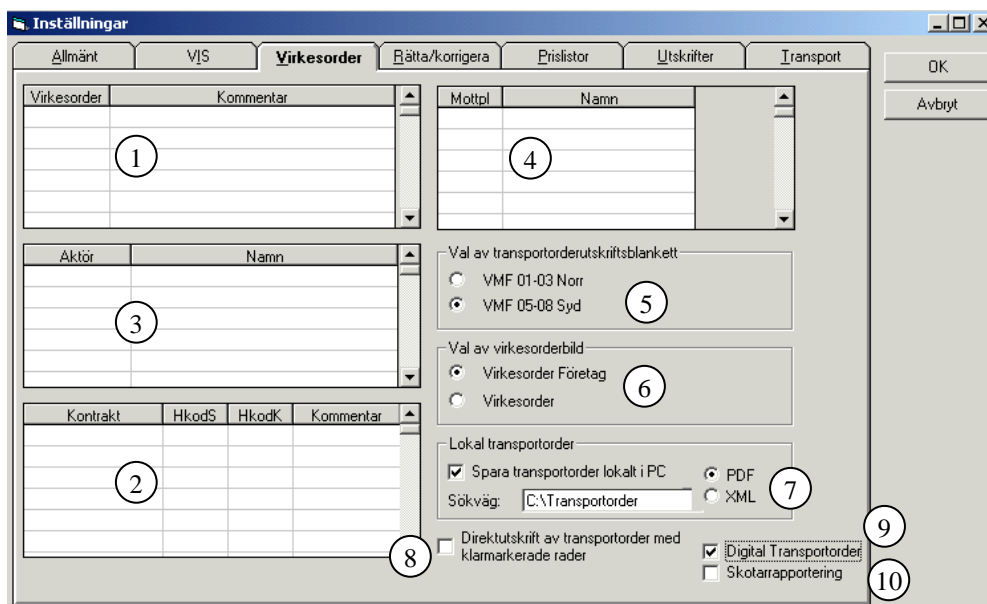 Inställningar
Allmänt
VIS
Virkesorder
Rätta/korrigera
Prislistor
Utskrifter
Transport
OK
Avbryt
Virkesorder Kommentar
1
Mottpl Namn
4
Aktör Namn
3
Val av transportorderutskriftsblankett
VMF 01-03 Norr
VMF 05-08 Syd
5
Val av virkesorderbild
Virkesorder Företag
Virkesorder
6
Kontrakt HkodS HkodK Kommentar
2
Lokal transportorder
Spara transportorder lokalt i PC
Sökväg: C:\Transportorder
PDF
XML
7
8
Direktutskrift av transportorder med
klarmarkerade rader
9
Digital Transportorder
Skotarrapportering
10